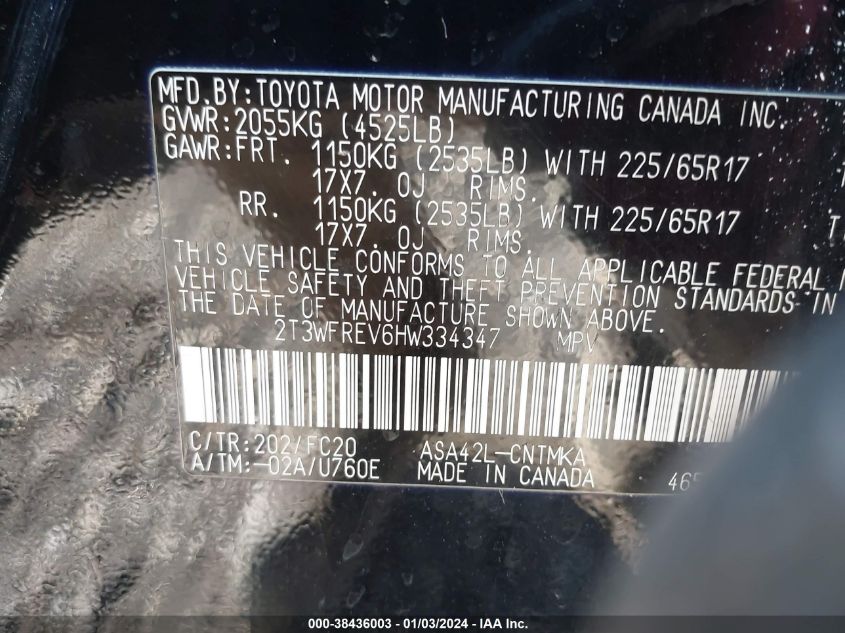 MFD.BY:TOYOTA MOTOR MANUFACTURING CANADA INC.
GVWR:2055KG (4525LB)
GAWR:FRT. 1150KG (2535LB) WITH 225/65R17
17X7. 0J RIMS.
RR. 1150KG (2535LB) WITH 225/65R17
17X7. 0J RIMS.
THIS VEHICLE CONFORMS TO ALL APPLICABLE FEDERAL
VEHICLE SAFETY AND THEFT PREVENTION STANDARDS IN
THE DATE OF MANUFACTURE SHOWN ABOVE.
2T3WFREV6HW334347 MPV
C/TR:202/FC20 ASA42L-CNTMKA
A/TM:-02A/U760E MADE IN CANADA
000-38436003 - 01/03/2024 - IAA Inc.